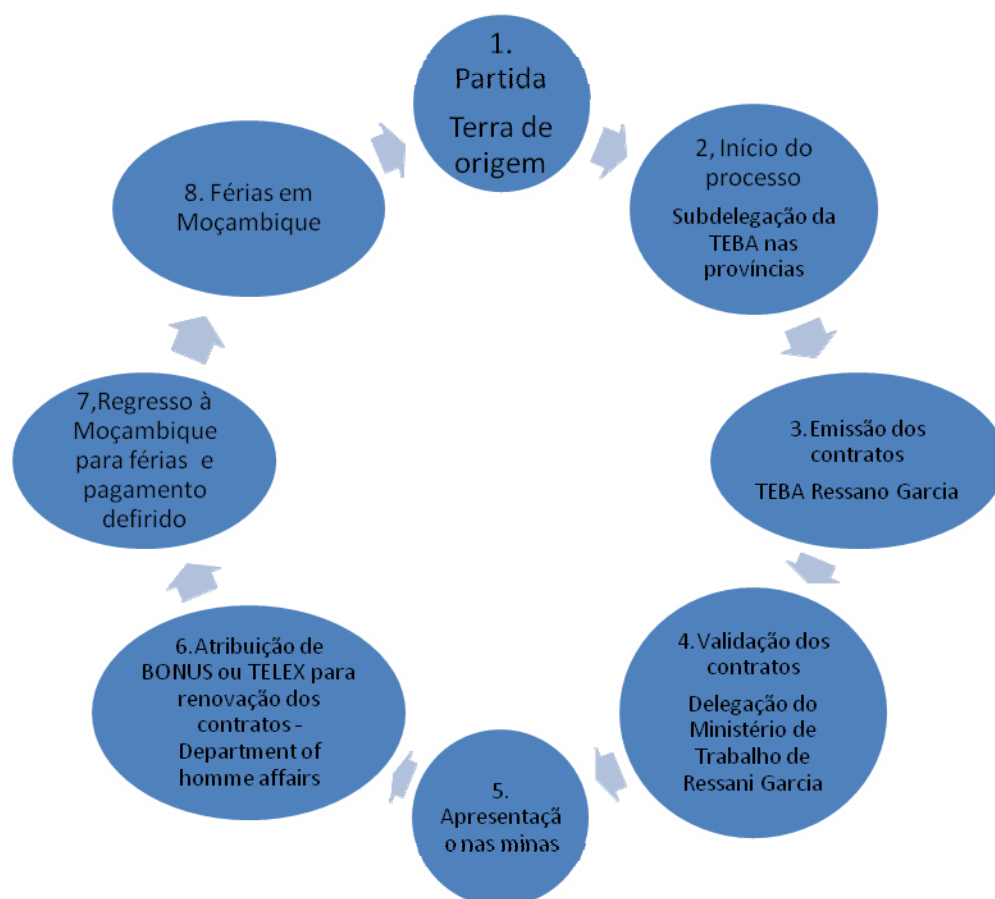 1.
Partida
Terra de
origem
2, Início do
processo
Subdelegação da
TEBA nas
províncias
3.Emissão dos
contratos
TEBA Ressano Garcia
4.Validação dos
contratos
Delegação do
Ministério de
Trabalho de
Ressani Garcia
5.
Apresentaçã
o nas minas
6.Atribuição de
BONUS ou TELEX para
renovação dos
contratos -
Department of
homme affairs
7,Regresso à
Moçambique
para férias e
pagamento
defirido
8. Férias em
Moçambique